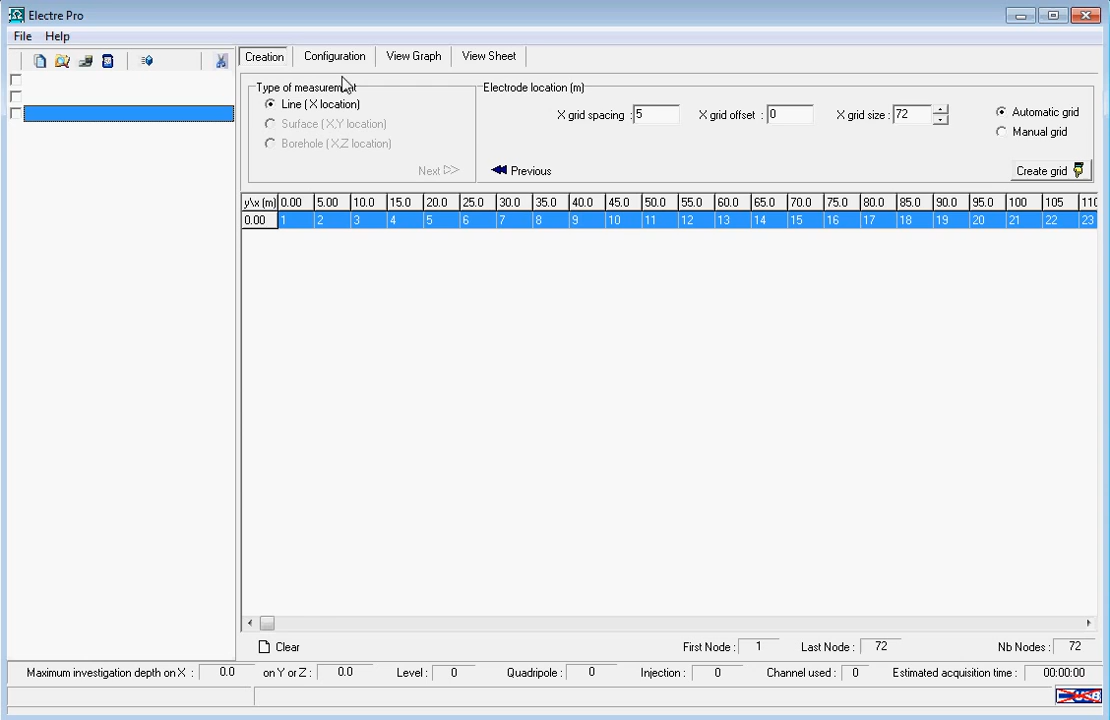 Electre Pro
File Help
Creation Configuration View Graph View Sheet
Type of measurement Electrode location (m)
Line ( X location) X grid spacing : 5 X grid offset : 0 X grid size : 72 Automatic grid
Surface ( X,Y location) Manual grid
Borehole ( X,Z location)
Next >> Previous Create grid
y\x (m) 0.00 5.00 10.0 15.0 20.0 25.0 30.0 35.0 40.0 45.0 50.0 55.0 60.0 65.0 70.0 75.0 80.0 85.0 90.0 95.0 100 105 110
0.00 1 2 3 4 5 6 7 8 9 10 11 12 13 14 15 16 17 18 19 20 21 22 23
Clear First Node : 1 Last Node : 72 Nb Nodes : 72
Maximum investigation depth on X : 0.0 on Y or Z : 0.0 Level : 0 Quadripole : 0 Injection : 0 Channel used : 0 Estimated acquisition time : 00:00:00
USB